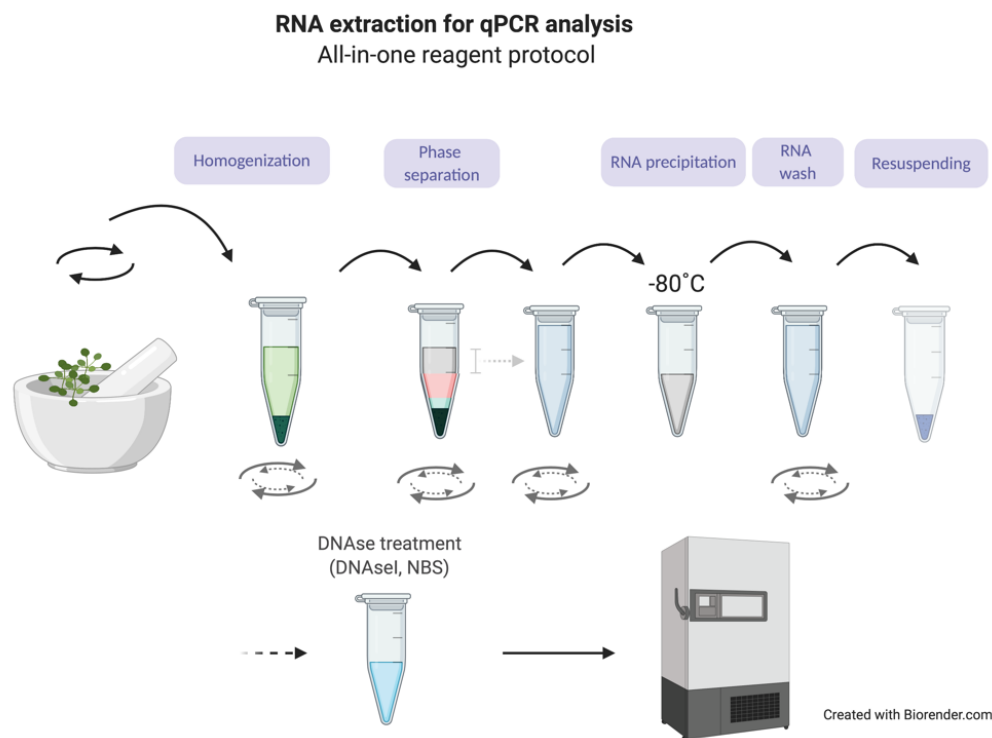 RNA extraction for qPCR analysis
All-in-one reagent protocol
Homogenization
Phase
separation
RNA precipitation
RNA
wash
Resuspending
-80˚C
DNAse treatment
(DNAseI, NBS)
Created with Biorender.com